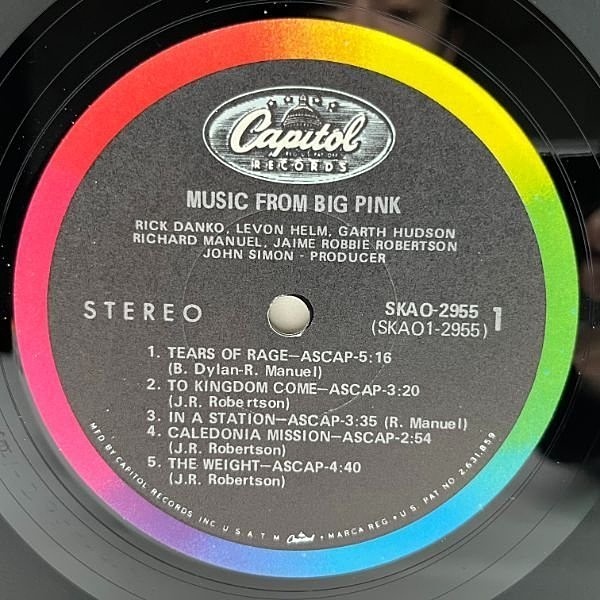 Capitol
RECORDS
MUSIC FROM BIG PINK
RICK DANKO, LEVON HELM, GARTH HUDSON
RICHARD MANUEL, JAIME ROBBIE ROBERTSON
JOHN SIMON - PRODUCER
STEREO
SKAO-2955
(SKAO1-2955)
1
1. TEARS OF RAGE—ASCAP-5:16
(B. Dylan-R. Manuel)
2. TO KINGDOM COME—ASCAP-3:20
(J.R. Robertson)
3. IN A STATION—ASCAP-3:35 (R. Manuel)
4. CALEDONIA MISSION—ASCAP-2:54
(J.R. Robertson)
5. THE WEIGHT—ASCAP-4:40
(J.R. Robertson)
MFD BY CAPITOL RECORDS INC U.S.A. T M Capitol • MARCA REG • U.S. PAT NO 2,631,859